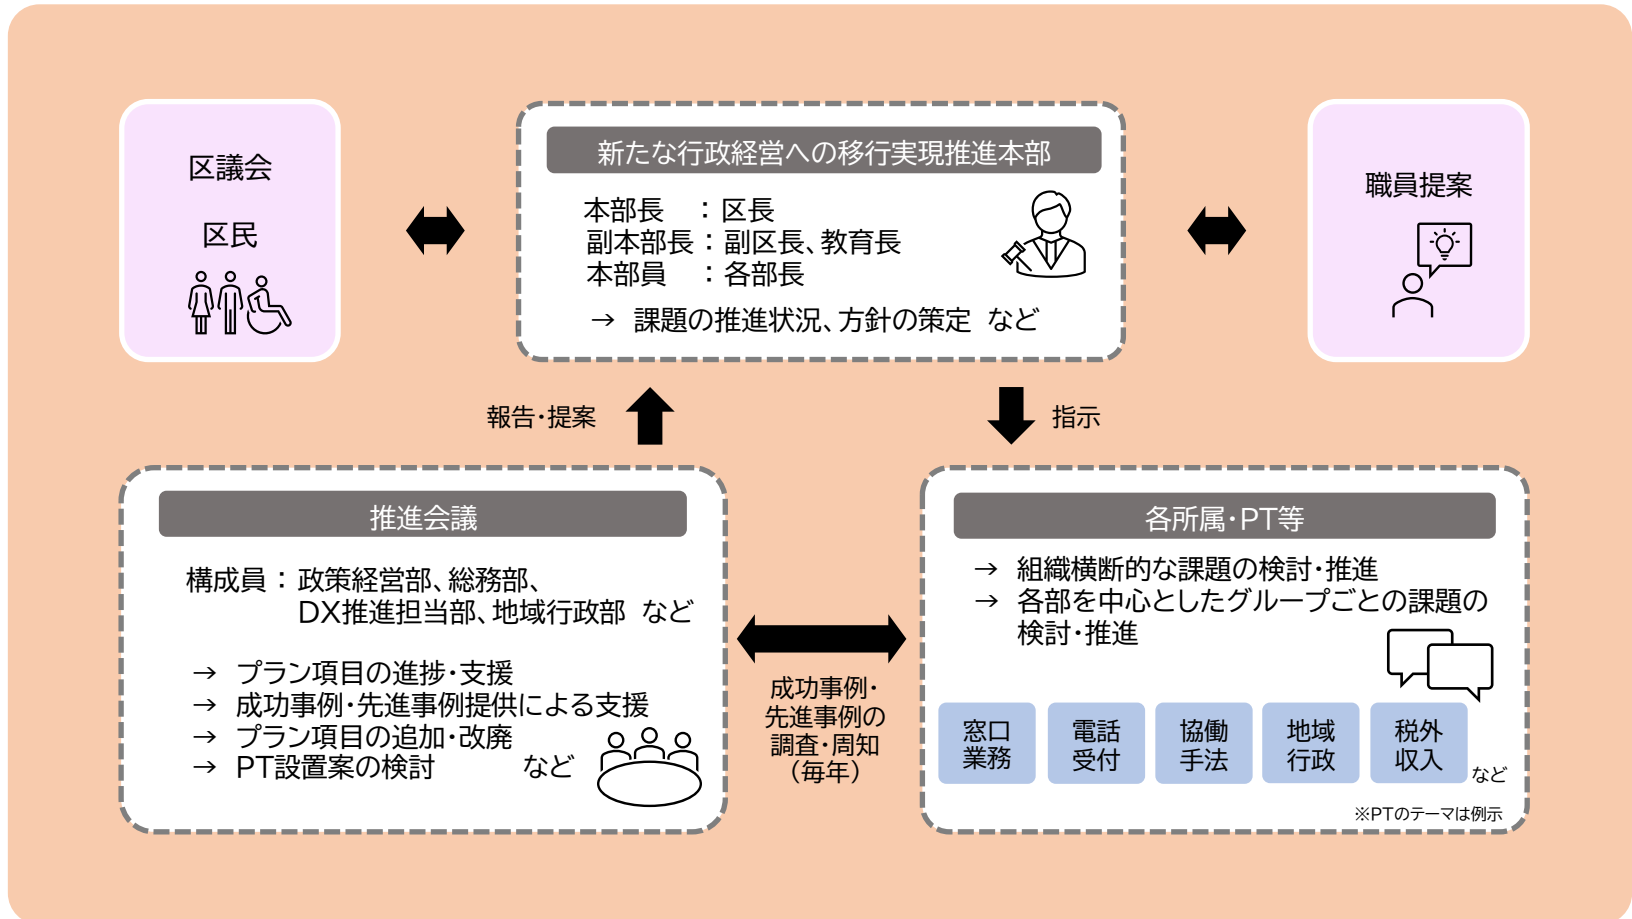 区議会
区民
新たな行政経営への移行実現推進本部
本部長 ：区長
副本部長：副区長、教育長
本部員 ：各部長
→ 課題の推進状況、方針の策定 など
職員提案
報告・提案
指示
推進会議
構成員：政策経営部、総務部、
DX推進担当部、地域行政部 など
→ プラン項目の進捗・支援
→ 成功事例・先進事例提供による支援
→ プラン項目の追加・改廃
→ PT設置案の検討 など
成功事例・
先進事例の
調査・周知
（毎年）
各所属・PT等
→ 組織横断的な課題の検討・推進
→ 各部を中心としたグループごとの課題の
検討・推進
窓口
業務
電話
受付
協働
手法
地域
行政
税外
収入
など
※PTのテーマは例示